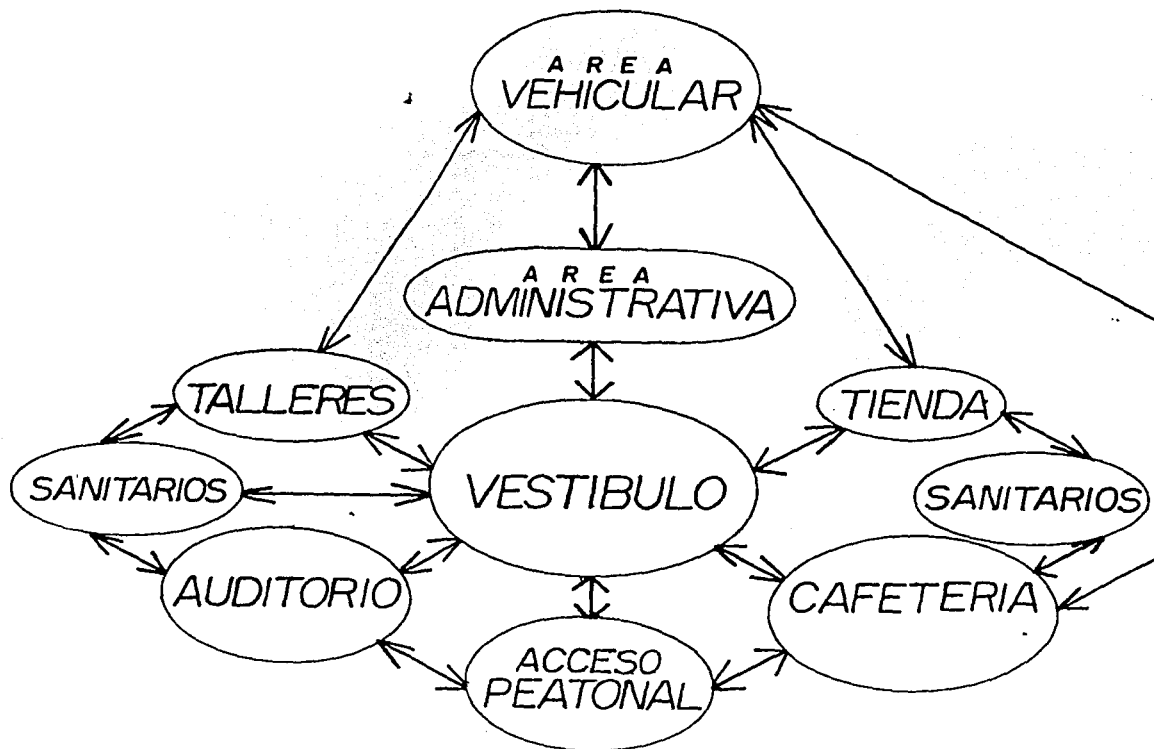 AREA
VEHICULAR
AREA
ADMINISTRATIVA
TALLERES
TIENDA
SANITARIOS
VESTIBULO
SANITARIOS
AUDITORIO
CAFETERIA
ACCESO
PEATONAL